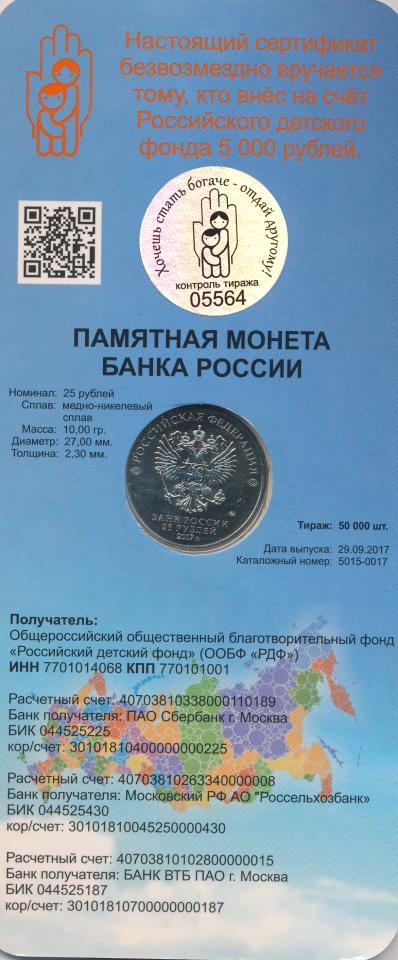 Настоящий сертификат
безвозмездно вручается
тому, кто внёс на счёт
Российского детского
фонда 5 000 рублей.
Хочешь стать богаче - отдай другому!
контроль тиража
05564
ПАМЯТНАЯ МОНЕТА
БАНКА РОССИИ
Номинал: 25 рублей
Сплав: медно-никелевый
сплав
Масса: 10,00 гр.
Диаметр: 27,00 мм.
Толщина: 2,30 мм.
РОССИЙСКАЯ ФЕДЕРАЦИЯ
БАНК РОССИИ
25 РУБЛЕЙ
2017 г.
Тираж: 50 000 шт.
Дата выпуска: 29.09.2017
Каталожный номер: 5015-0017
Получатель:
Общероссийский общественный благотворительный фонд
«Российский детский фонд» (ООБФ «РДФ»)
ИНН 7701014068 КПП 770101001
Расчетный счет: 40703810338000110189
Банк получателя: ПАО Сбербанк г. Москва
БИК 044525225
кор/счет: 30101810400000000225
Расчетный счет: 40703810263340000008
Банк получателя: Московский РФ АО "Россельхозбанк»
БИК 044525430
кор/счет: 30101810045250000430
Расчетный счет: 40703810102800000015
Банк получателя: БАНК ВТБ ПАО г. Москва
БИК 044525187
кор/счет: 30101810700000000187